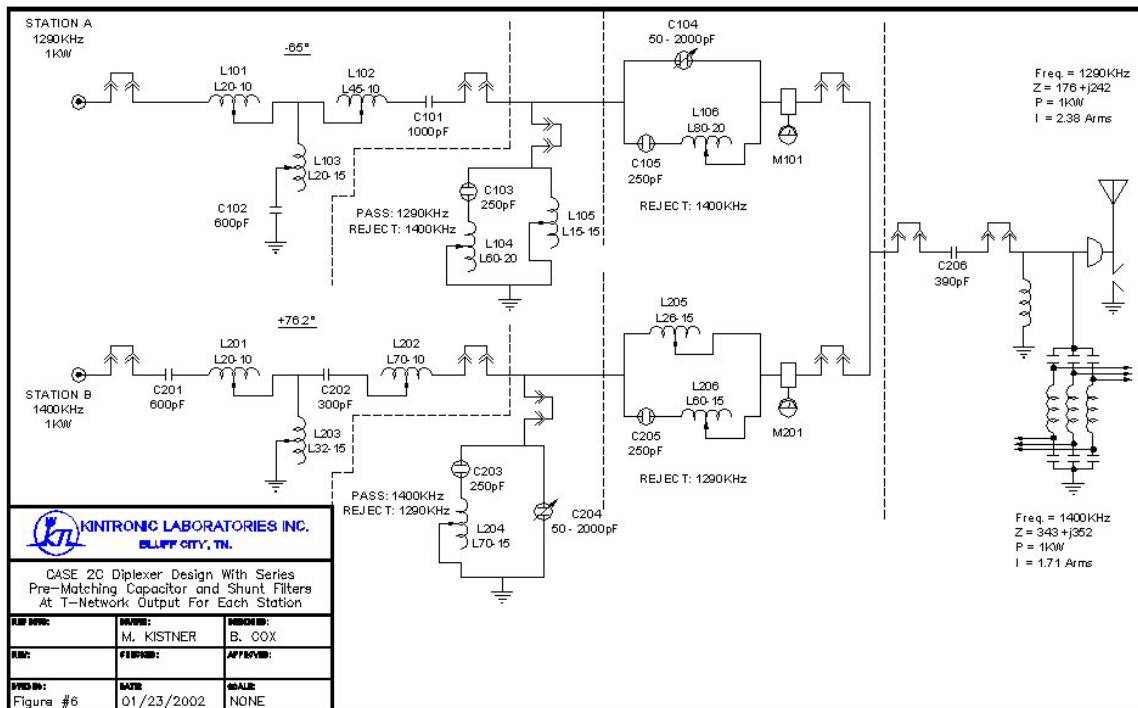 STATION A
1290KHz
1KW
-65°
L101
L20-10
L102
L45-10
C101
1000pF
L103
L20-15
C102
600pF
PASS: 1290KHz
REJECT: 1400KHz
C103
250pF
L104
L60-20
L105
L15-15
C104
50 - 2000pF
L106
L80-20
C105
250pF
M101
REJECT: 1400KHz
Freq. = 1290KHz
Z = 176 +j242
P = 1KW
I = 2.38 Arms
C206
390pF
+76.2°
L201
L20-10
L202
L70-10
STATION B
1400KHz
1KW
C201
600pF
C202
300pF
L203
L32-15
PASS: 1400KHz
REJECT: 1290KHz
C203
250pF
L204
L70-15
C204
50 - 2000pF
L205
L26-15
L206
L60-15
C205
250pF
M201
REJECT: 1290KHz
Freq. = 1400KHz
Z = 343 +j352
P = 1KW
I = 1.71 Arms
KTL KINTRONIC LABORATORIES INC.
BLUFF CITY, TN.
CASE 2C Diplexer Design With Series
Pre-Matching Capacitor and Shunt Filters
At T-Network Output For Each Station
M. KISTNER
B. COX
CHECKED:
APPROVED:
DATE
SCALE:
Figure #6
01/23/2002
NONE